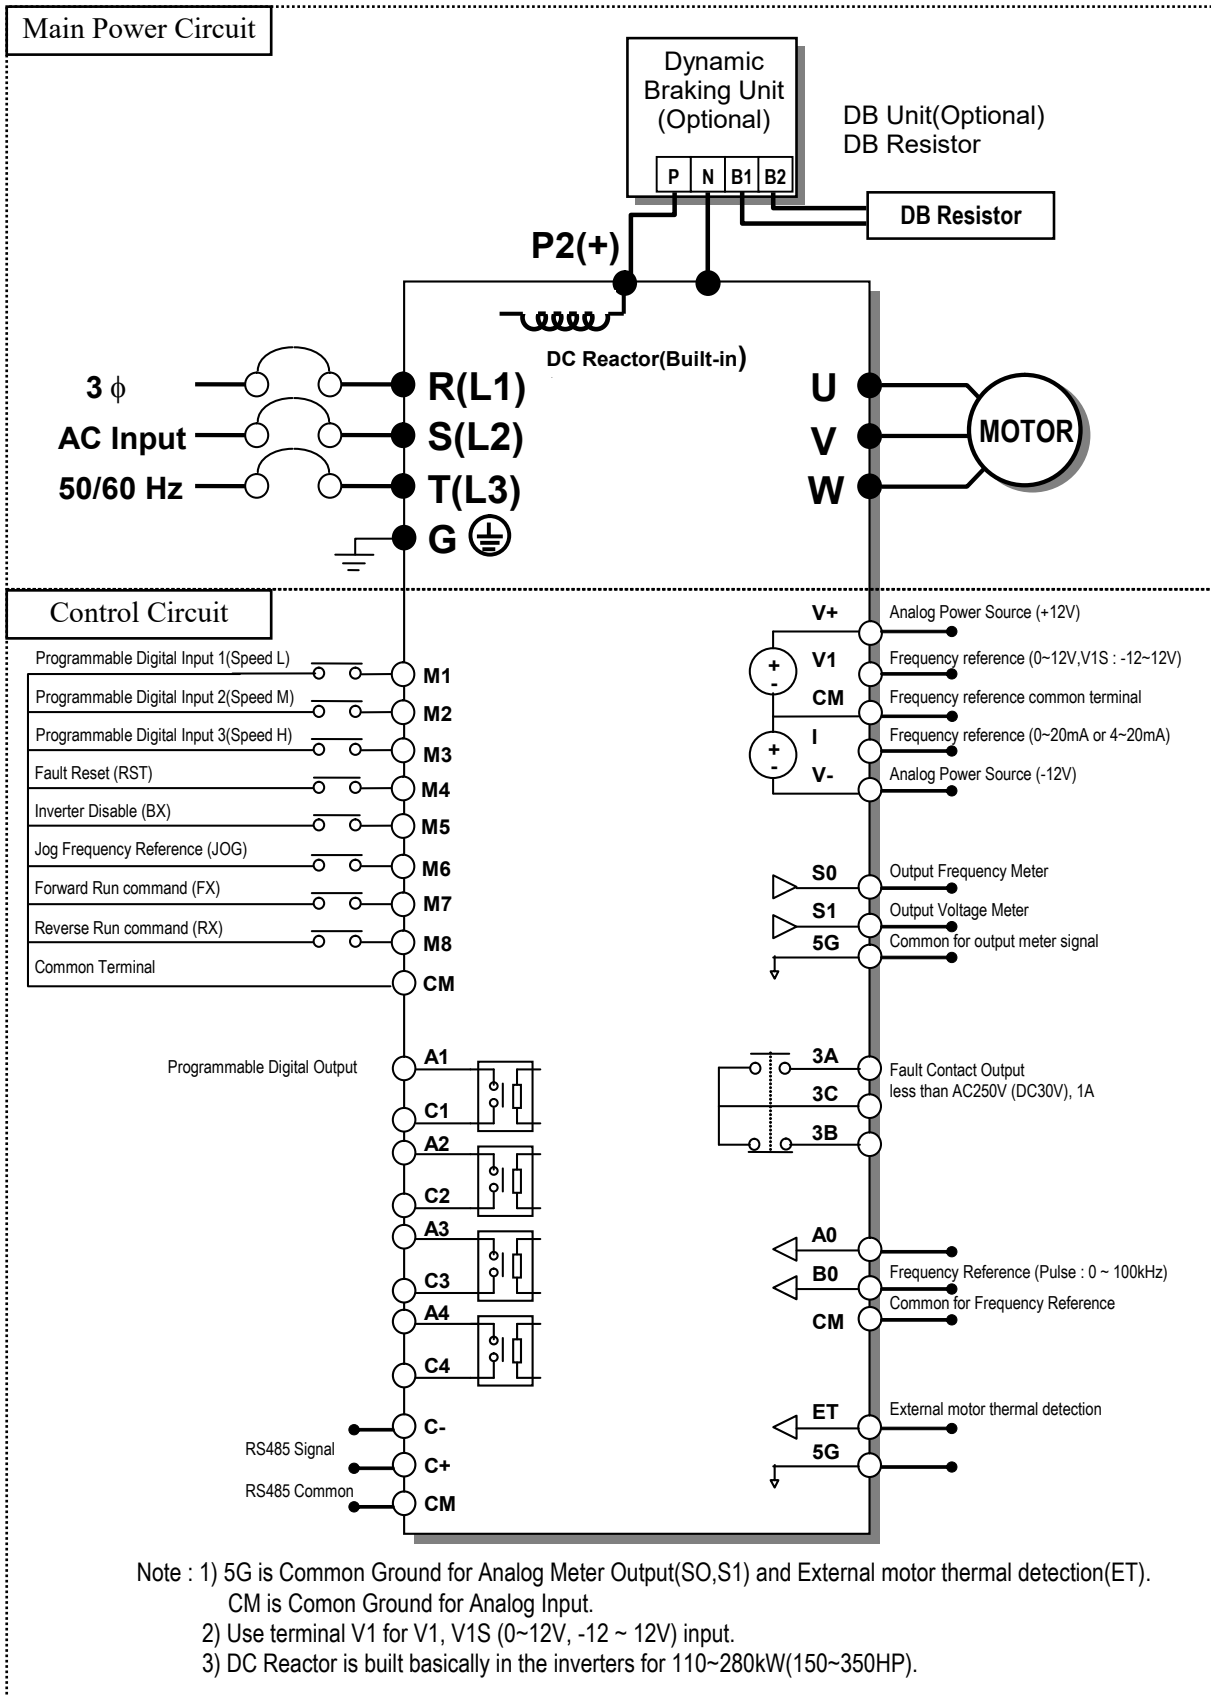 Main Power Circuit
Dynamic
Braking Unit
(Optional)
P N B1 B2
DB Unit(Optional)
DB Resistor
DB Resistor
P2(+)
DC Reactor(Built-in)
3 ϕ
AC Input
50/60 Hz
R(L1)
S(L2)
T(L3)
G
U
V
W
MOTOR
Control Circuit
Programmable Digital Input 1(Speed L)
M1
Programmable Digital Input 2(Speed M)
M2
Programmable Digital Input 3(Speed H)
M3
Fault Reset (RST)
M4
Inverter Disable (BX)
M5
Jog Frequency Reference (JOG)
M6
Forward Run command (FX)
M7
Reverse Run command (RX)
M8
Common Terminal
CM
Programmable Digital Output
A1
C1
A2
C2
A3
C3
A4
C4
RS485 Signal
C-
C+
RS485 Common
CM
V+ Analog Power Source (+12V)
+
-
V1 Frequency reference (0~12V,V1S : -12~12V)
CM Frequency reference common terminal
+
-
I Frequency reference (0~20mA or 4~20mA)
V- Analog Power Source (-12V)
S0 Output Frequency Meter
S1 Output Voltage Meter
5G Common for output meter signal
3A
3C
3B
Fault Contact Output
less than AC250V (DC30V), 1A
A0
B0 Frequency Reference (Pulse : 0 ~ 100kHz)
CM Common for Frequency Reference
ET External motor thermal detection
5G
Note : 1) 5G is Common Ground for Analog Meter Output(SO,S1) and External motor thermal detection(ET).
CM is Comon Ground for Analog Input.
2) Use terminal V1 for V1, V1S (0~12V, -12 ~ 12V) input.
3) DC Reactor is built basically in the inverters for 110~280kW(150~350HP).